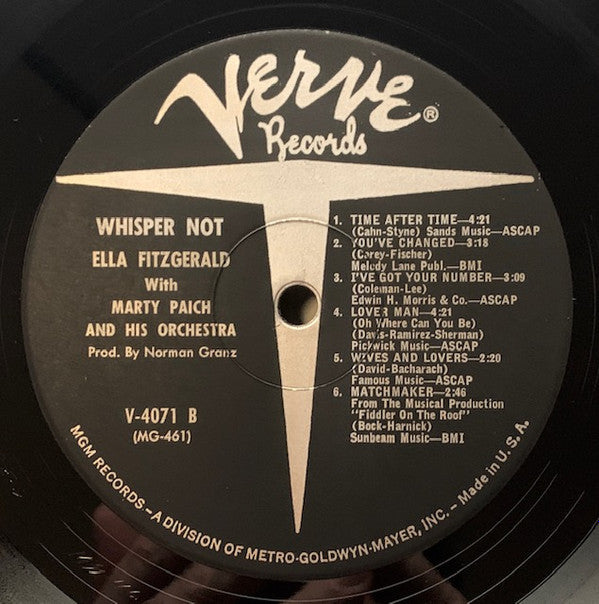 Verve ®
Records
WHISPER NOT
ELLA FITZGERALD
With
MARTY PAICH
AND HIS ORCHESTRA
Prod. By Norman Granz
V-4071 B
(MG-461)
1. TIME AFTER TIME—4:21
(Cahn-Styne) Sands Music—ASCAP
2. YOU'VE CHANGED—3:18
(Carey-Fischer)
Melody Lane Publ.—BMI
3. I'VE GOT YOUR NUMBER—3:09
(Coleman-Lee)
Edwin H. Morris & Co.—ASCAP
4. LOVER MAN—4:21
(Oh Where Can You Be)
(Davis-Ramirez-Sherman)
Pickwick Music—ASCAP
5. WIVES AND LOVERS—2:20
(David-Bacharach)
Famous Music—ASCAP
6. MATCHMAKER—2:46
From The Musical Production
"Fiddler On The Roof"
(Bock-Harnick)
Sunbeam Music—BMI
MGM RECORDS—A DIVISION OF METRO-GOLDWYN-MAYER, INC.—Made in U.S.A.